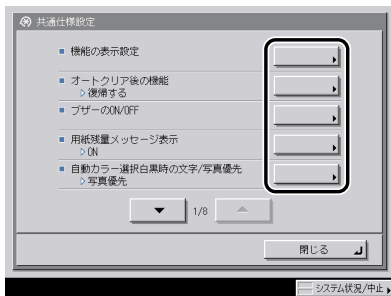 共通仕様設定
機能の表示設定
オートクリア後の機能
復帰する
ブザーのON/OFF
用紙残量メッセージ表示
ON
自動カラー選択白黒時の文字/写真優先
写真優先
1/8
閉じる
システム状況/中止